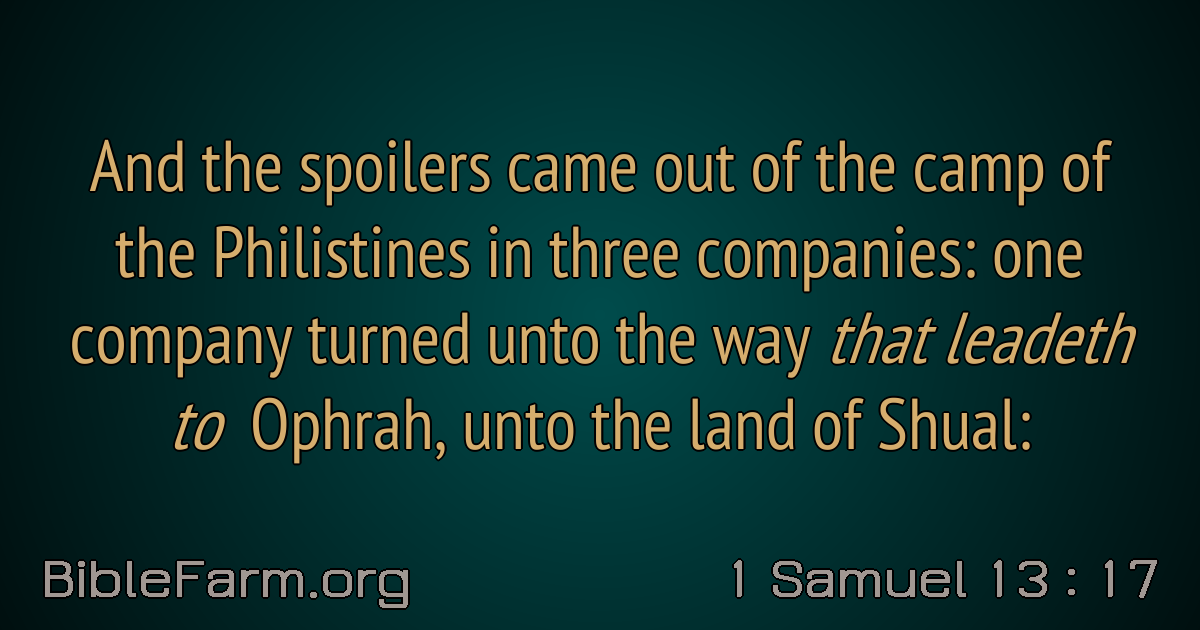 And the spoilers came out of the camp of
the Philistines in three companies: one
company turned unto the way that leadeth
to Ophrah, unto the land of Shual:
BibleFarm.org
1 Samuel 13 : 17